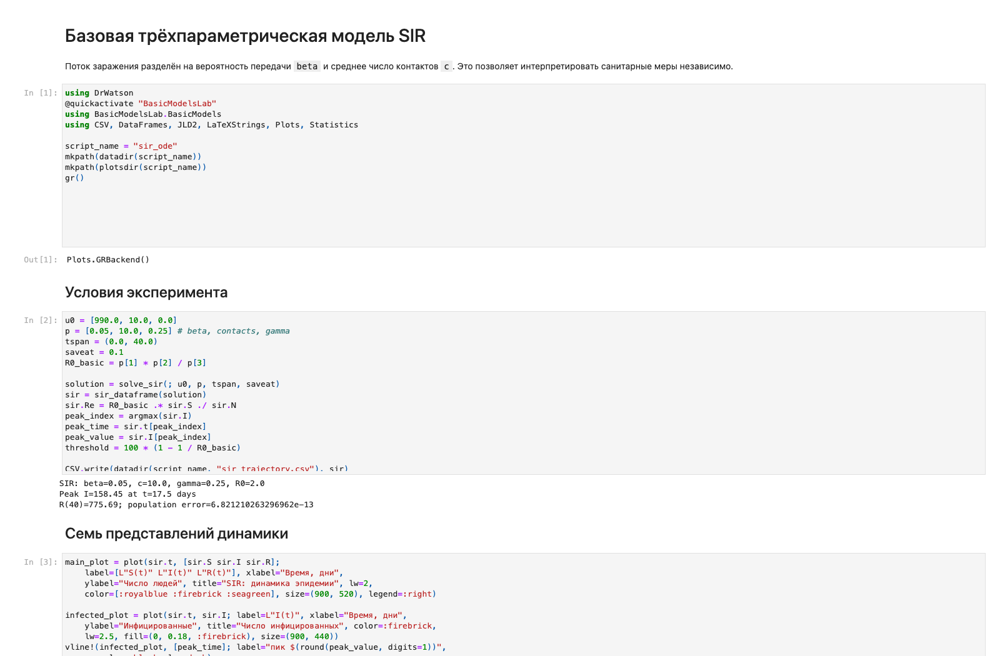 Базовая трёхпараметрическая модель SIR
Поток заражения разделён на вероятность передачи beta и среднее число контактов c. Это позволяет интерпретировать санитарные меры независимо.
In [1]: using DrWatson
@quickactivate "BasicModelsLab"
using BasicModelsLab.BasicModels
using CSV, DataFrames, JLD2, LaTeXStrings, Plots, Statistics
script_name = "sir_ode"
mkpath(datadir(script_name))
mkpath(plotsdir(script_name))
gr()
Out[1]: Plots.GRBackend()
Условия эксперимента
In [2]: u0 = [990.0, 10.0, 0.0]
p = [0.05, 10.0, 0.25] # beta, contacts, gamma
tspan = (0.0, 40.0)
saveat = 0.1
R0_basic = p[1] * p[2] / p[3]
solution = solve_sir(; u0, p, tspan, saveat)
sir = sir_dataframe(solution)
sir.Re = R0_basic .* sir.S ./ sir.N
peak_index = argmax(sir.I)
peak_time = sir.t[peak_index]
peak_value = sir.I[peak_index]
threshold = 100 * (1 - 1 / R0_basic)
CSV.write(datadir(script_name, "sir_trajectory.csv"), sir)
SIR: beta=0.05, c=10.0, gamma=0.25, R0=2.0
Peak I=158.45 at t=17.5 days
R(40)=775.69; population error=6.821210263296962e-13
Семь представлений динамики
In [3]: main_plot = plot(sir.t, [sir.S sir.I sir.R];
label=[L"S(t)" L"I(t)" L"R(t)"], xlabel="Время, дни",
ylabel="Число людей", title="SIR: динамика эпидемии", lw=2,
color=[:royalblue :firebrick :seagreen], size=(900, 520), legend=:right)
infected_plot = plot(sir.t, sir.I; label=L"I(t)", xlabel="Время, дни",
ylabel="Инфицированные", title="Число инфицированных", color=:firebrick,
lw=2.5, fill=(0, 0.18, :firebrick), size=(900, 440))
vline!(infected_plot, [peak_time]; label="пик $(round(peak_value, digits=1))",